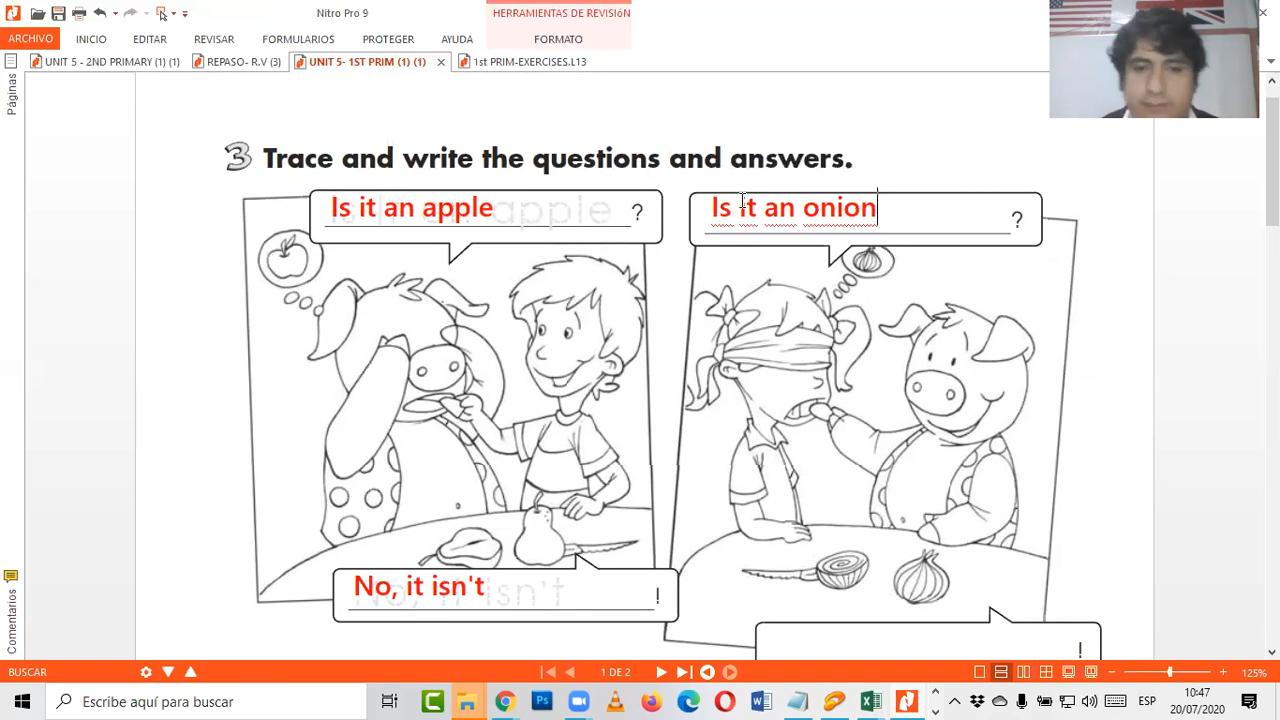 Nitro Pro 9
HERRAMIENTAS DE REVISIóN
ARCHIVO INICIO EDITAR REVISAR FORMULARIOS PROTEGER AYUDA FORMATO
UNIT 5 - 2ND PRIMARY (1) (1) REPASO- R.V (3) UNIT 5- 1ST PRIM (1) (1) 1st PRIM-EXERCISES.L13
Páginas
3 Trace and write the questions and answers.
Is it an apple ?
Is it an onion ?
No, it isn't !
!
Comentarios
BUSCAR 1 DE 2 125%
Escribe aquí para buscar
ESP
10:47
20/07/2020